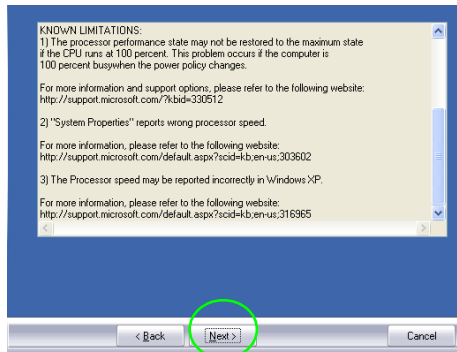 KNOWN LIMITATIONS:
1) The processor performance state may not be restored to the maximum state
if the CPU runs at 100 percent. This problem occurs if the computer is
100 percent busywhen the power policy changes.
For more information and support options, please refer to the following website:
http://support.microsoft.com/?kbid=330512
2) "System Properties" reports wrong processor speed.
For more information, please refer to the following website:
http://support.microsoft.com/default.aspx?scid=kb;en-us;303602
3) The Processor speed may be reported incorrectly in Windows XP.
For more information, please refer to the following website:
http://support.microsoft.com/default.aspx?scid=kb;en-us;316965
< Back Next > Cancel